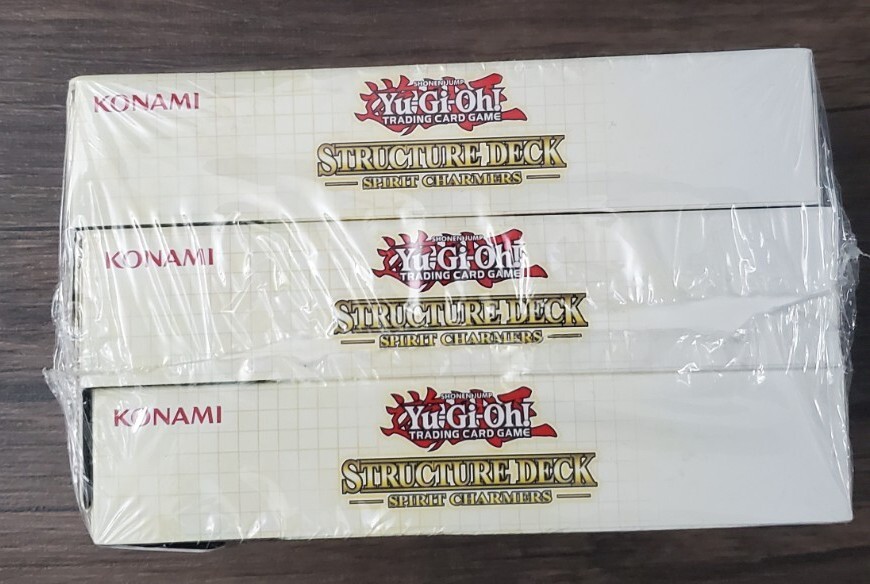 KONAMI
SHONEN JUMP
Yu-Gi-Oh!
TRADING CARD GAME
STRUCTURE DECK
SPIRIT CHARMERS
KONAMI
SHONEN JUMP
Yu-Gi-Oh!
TRADING CARD GAME
STRUCTURE DECK
SPIRIT CHARMERS
KONAMI
SHONEN JUMP
Yu-Gi-Oh!
TRADING CARD GAME
STRUCTURE DECK
SPIRIT CHARMERS